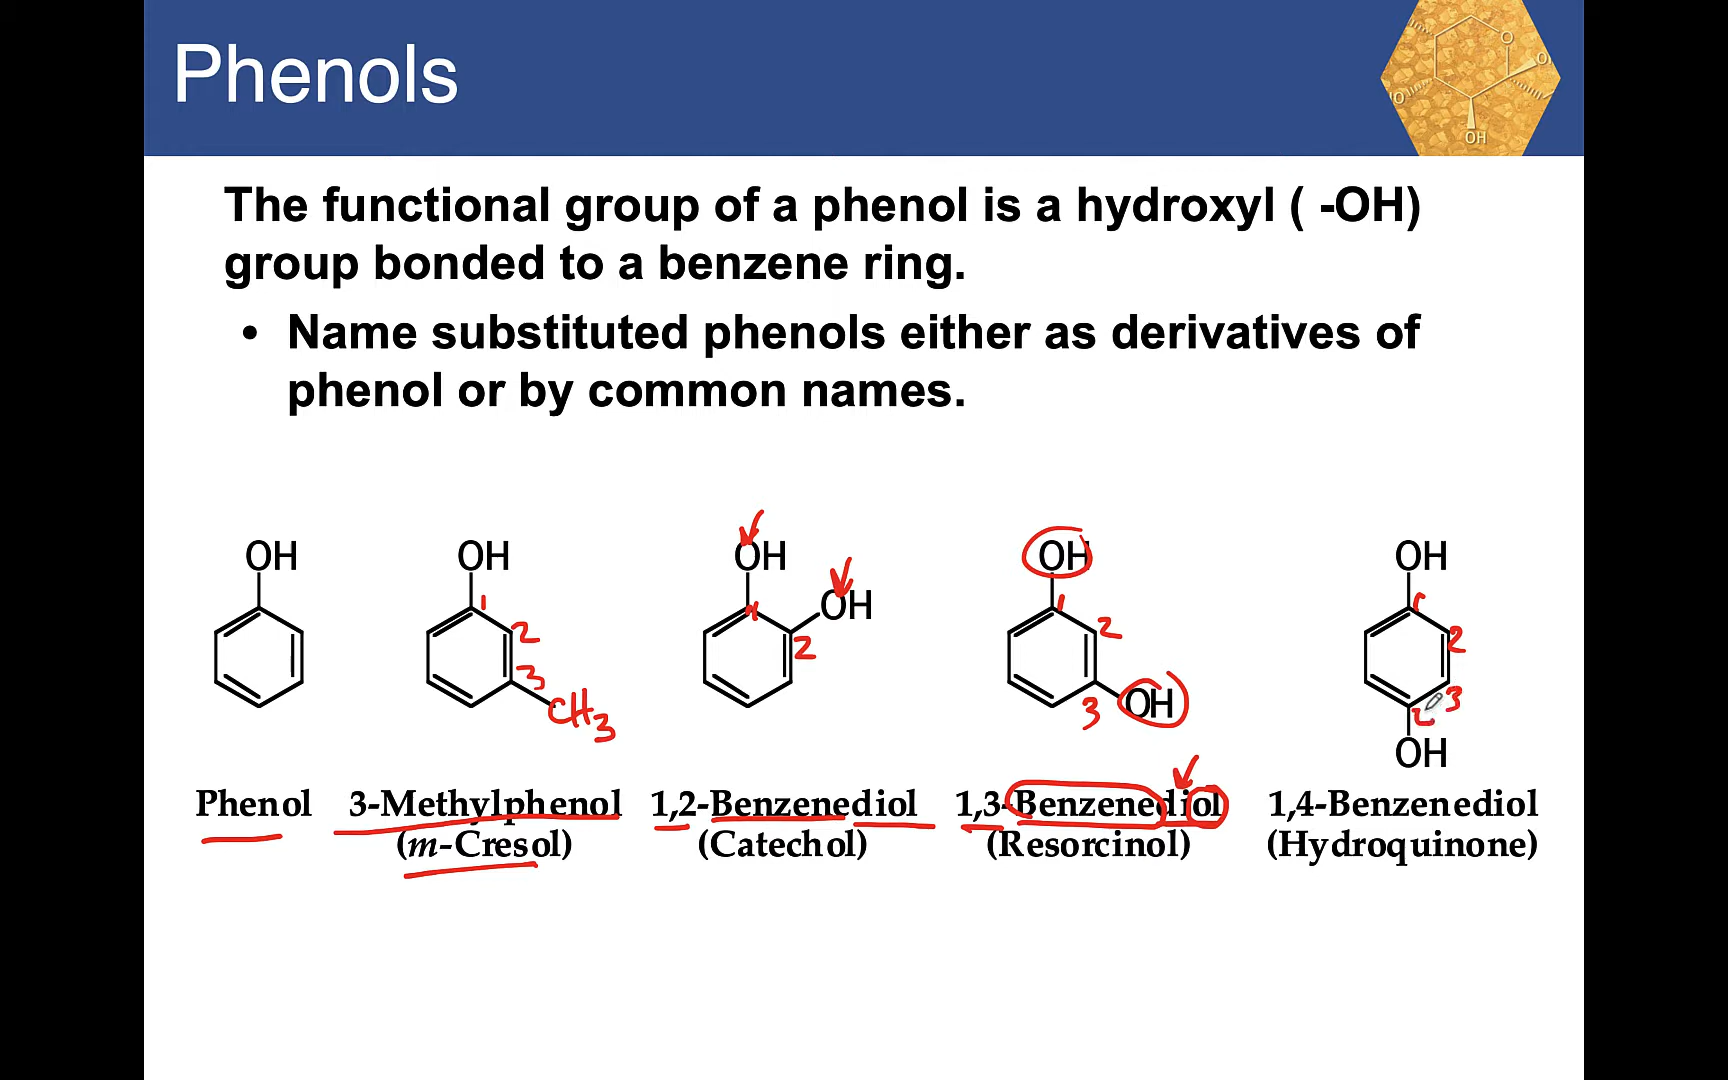 Phenols
O
O
O
OH
The functional group of a phenol is a hydroxyl ( -OH)
group bonded to a benzene ring.
• Name substituted phenols either as derivatives of
phenol or by common names.
OH OH OH OH OH
OH
1 2 3 CH3
1 2
1 2 3
OH
1 2 3
OH
Phenol 3-Methylphenol 1,2-Benzenediol 1,3-Benzenediol 1,4-Benzenediol
(m-Cresol) (Catechol) (Resorcinol) (Hydroquinone)